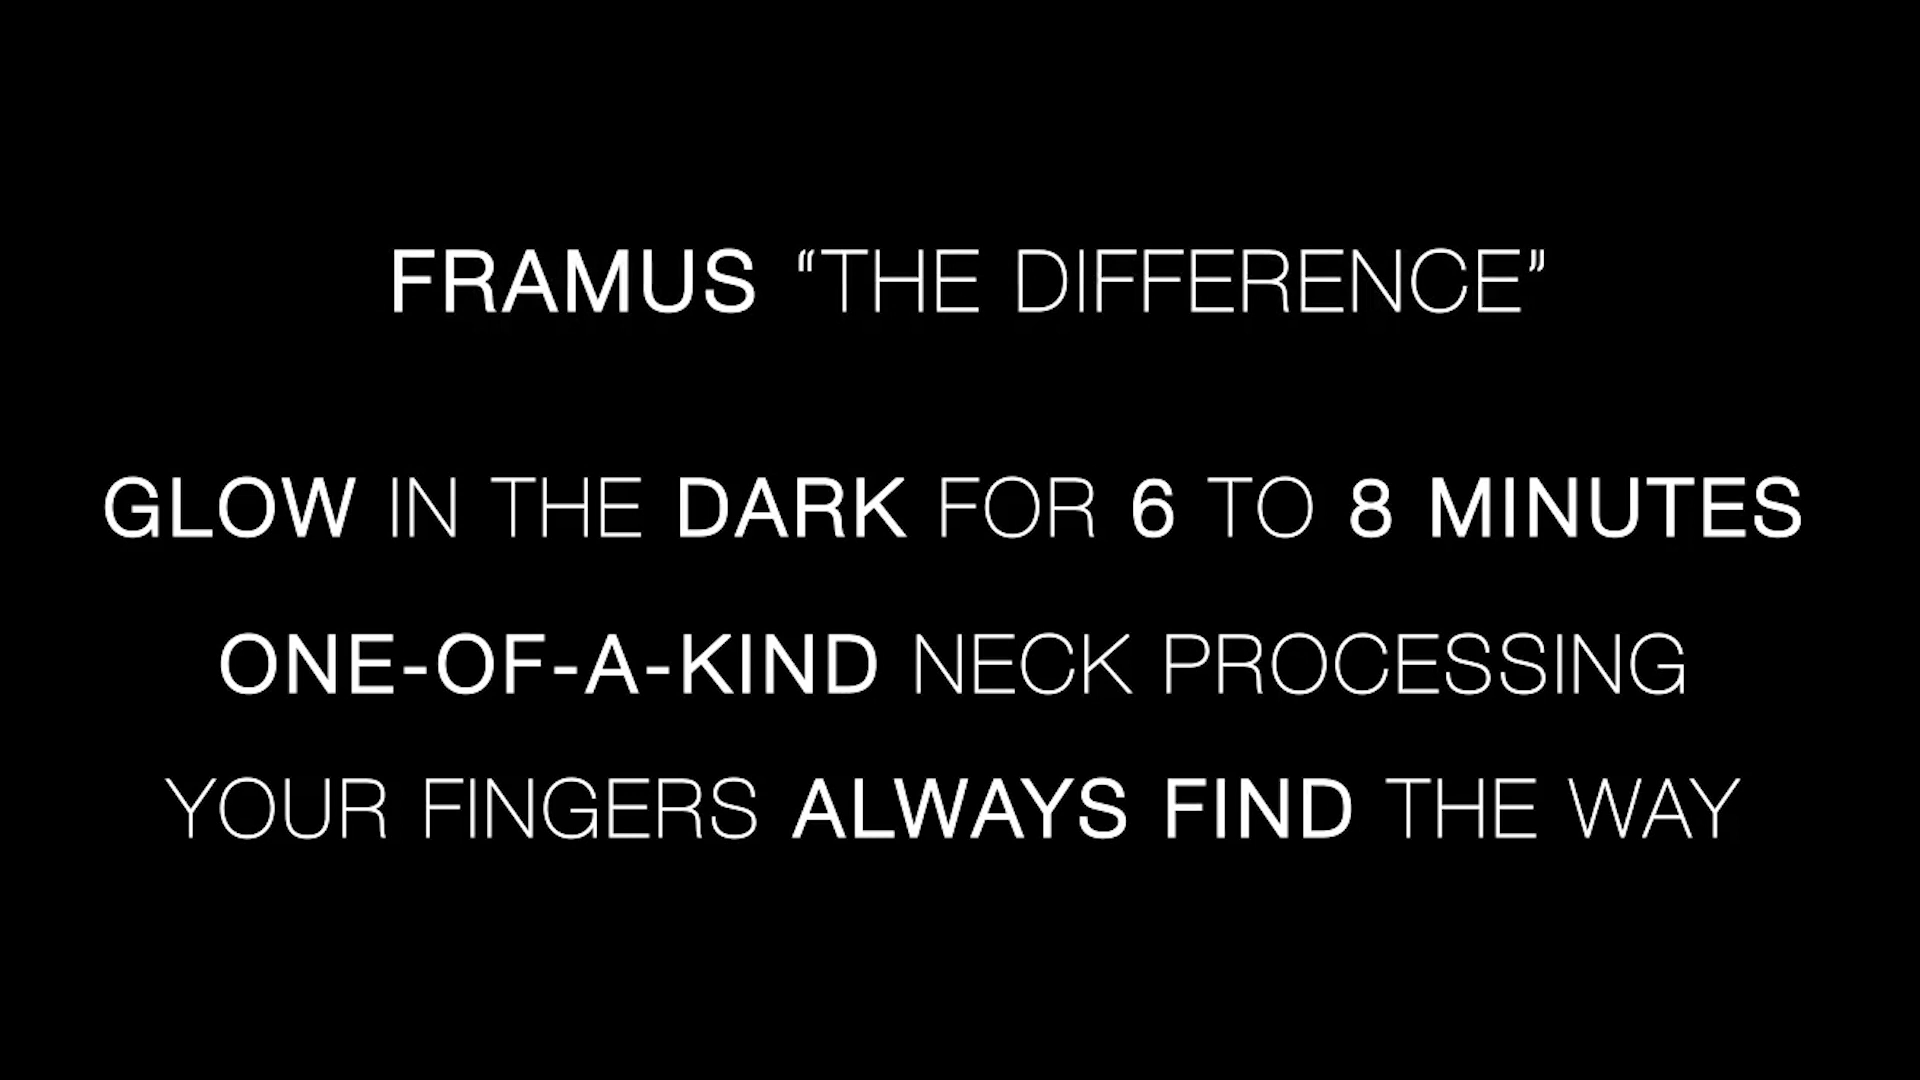 FRAMUS “THE DIFFERENCE”
GLOW IN THE DARK FOR 6 TO 8 MINUTES
ONE-OF-A-KIND NECK PROCESSING
YOUR FINGERS ALWAYS FIND THE WAY